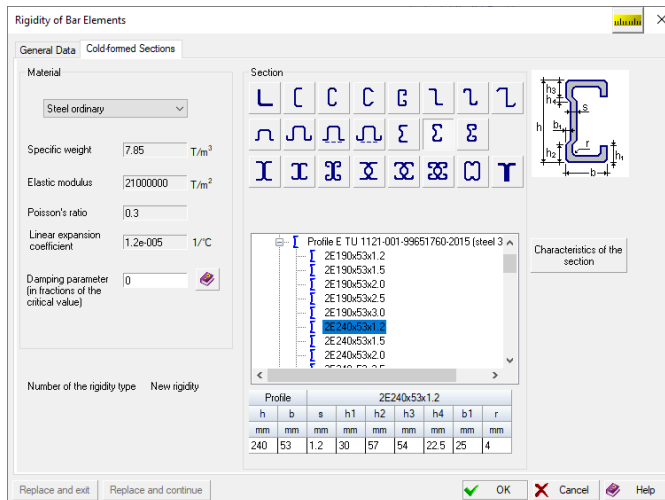 Rigidity of Bar Elements
General Data
Cold-formed Sections
Material
Steel ordinary
Specific weight
7.85
T/m3
Elastic modulus
21000000
T/m2
Poisson's ratio
0.3
Linear expansion
coefficient
1.2e-005
1/°C
Damping parameter
(in fractions of the
critical value)
0
Number of the rigidity type
New rigidity
Section
Profile E TU 1121-001-99651760-2015 (steel 3
2E190x53x1.2
2E190x53x1.5
2E190x53x2.0
2E190x53x2.5
2E190x53x3.0
2E240x53x1.2
2E240x53x1.5
2E240x53x2.0
Profile 2E240x53x1.2
h b s h1 h2 h3 h4 b1 r
mm mm mm mm mm mm mm mm mm
240 53 1.2 30 57 54 22.5 25 4
h3
h4
s
h
b1
r
h2
h1
b
Characteristics of the
section
Replace and exit
Replace and continue
OK
Cancel
Help